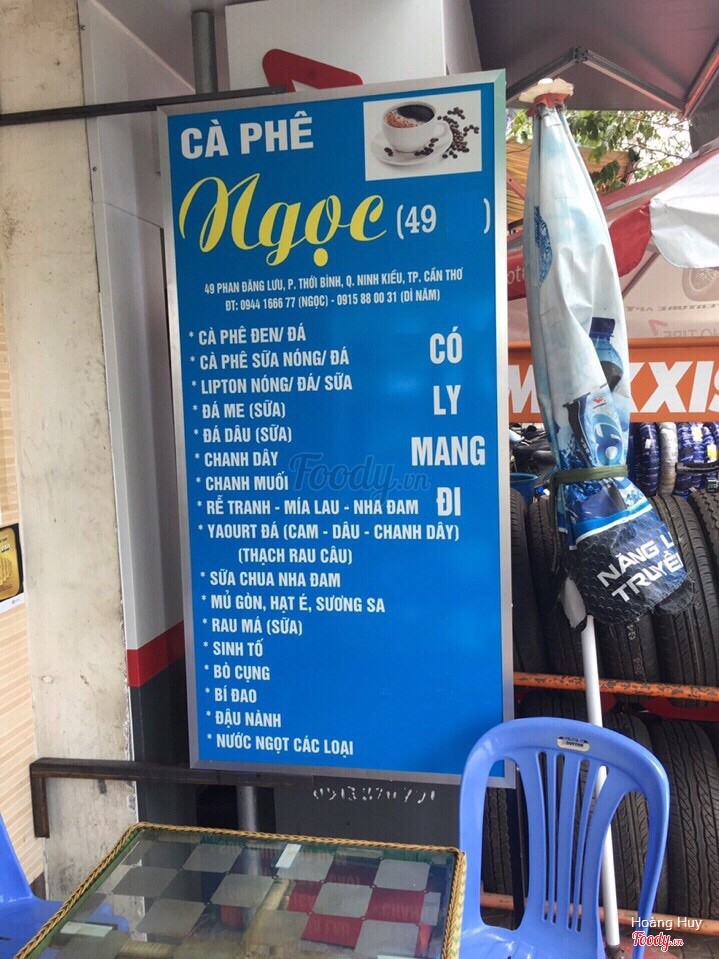 CÀ PHÊ
Ngọc (49 )
49 PHAN ĐĂNG LƯU, P. THỚI BÌNH, Q. NINH KIỀU, TP. CẦN THƠ
ĐT: 0944 1666 77 (NGỌC) - 0915 88 00 31 (DÌ NĂM)
* CÀ PHÊ ĐEN/ ĐÁ
* CÀ PHÊ SỮA NÓNG/ ĐÁ
* LIPTON NÓNG/ ĐÁ/ SỮA
* ĐÁ ME (SỮA)
* ĐÁ DÂU (SỮA)
* CHANH DÂY
* CHANH MUỐI
* RỄ TRANH - MÍA LAU - NHA ĐAM
* YAOURT ĐÁ (CAM - DÂU - CHANH DÂY)
(THẠCH RAU CÂU)
* SỮA CHUA NHA ĐAM
* MỦ GÒN, HẠT É, SƯƠNG SA
* RAU MÁ (SỮA)
* SINH TỐ
* BÒ CỤNG
* BÍ ĐAO
* ĐẬU NÀNH
* NƯỚC NGỌT CÁC LOẠI
CÓ
LY
MANG
ĐI
Foody.vn
NĂNG L
TRUYỀ
Hoàng Huy
Foody.vn